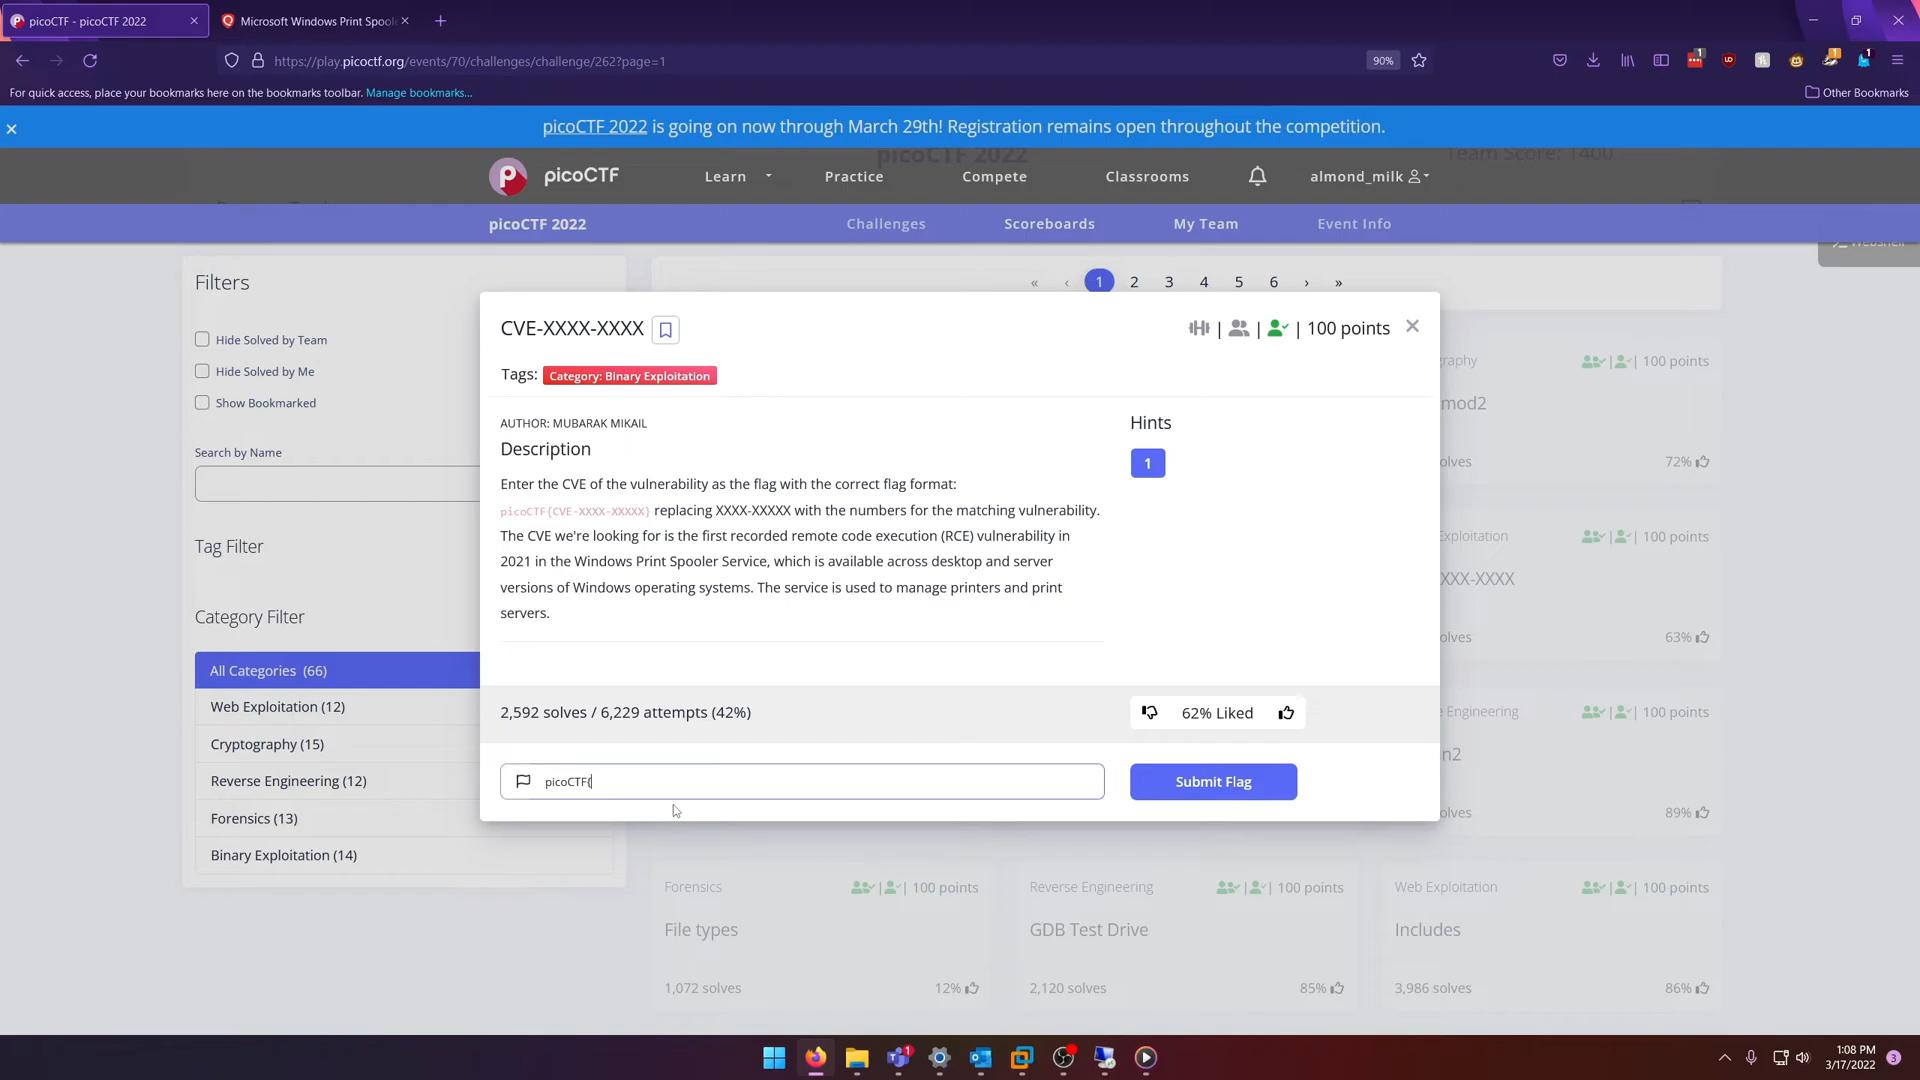 picoCTF - picoCTF 2022
Microsoft Windows Print Spool
https://play.picoctf.org/events/70/challenges/challenge/262?page=1
90%
For quick access, place your bookmarks here on the bookmarks toolbar. Manage bookmarks...
Other Bookmarks
picoCTF 2022 is going on now through March 29th! Registration remains open throughout the competition.
picoCTF 2022
Team Score: 1400
picoCTF
Learn
Practice
Compete
Classrooms
almond_milk
picoCTF 2022
Challenges
Scoreboards
My Team
Event Info
Webshell
Filters
« ‹ 1 2 3 4 5 6 › »
Hide Solved by Team
Hide Solved by Me
Show Bookmarked
Search by Name
Tag Filter
Category Filter
All Categories (66)
Web Exploitation (12)
Cryptography (15)
Reverse Engineering (12)
Forensics (13)
Binary Exploitation (14)
CVE-XXXX-XXXX
| | 100 points
Tags: Category: Binary Exploitation
AUTHOR: MUBARAK MIKAIL
Description
Enter the CVE of the vulnerability as the flag with the correct flag format:
picoCTF{CVE-XXXX-XXXXX} replacing XXXX-XXXXX with the numbers for the matching vulnerability.
The CVE we're looking for is the first recorded remote code execution (RCE) vulnerability in
2021 in the Windows Print Spooler Service, which is available across desktop and server
versions of Windows operating systems. The service is used to manage printers and print
servers.
Hints
1
2,592 solves / 6,229 attempts (42%)
62% Liked
picoCTF{
Submit Flag
graphy
| 100 points
mod2
olves
72%
Exploitation
| 100 points
XXX-XXXX
olves
63%
e Engineering
| 100 points
n2
olves
89%
Forensics
| 100 points
File types
1,072 solves
12%
Reverse Engineering
| 100 points
GDB Test Drive
2,120 solves
85%
Web Exploitation
| 100 points
Includes
3,986 solves
86%
1:08 PM
3/17/2022
3